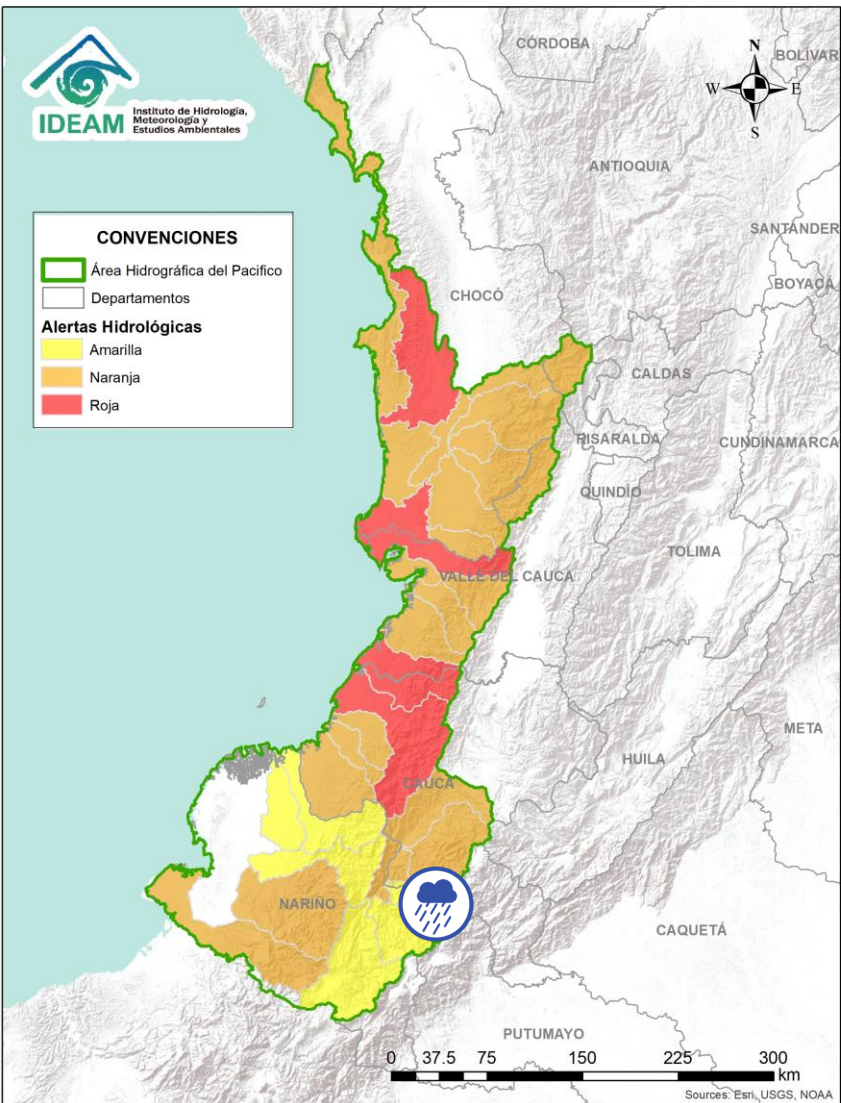 IDEAM
Instituto de Hidrología,
Meteorología y
Estudios Ambientales
N
W
E
S
CÓRDOBA
BOLÍVAR
ANTIOQUIA
SANTANDER
BOYACÁ
CHOCÓ
CALDAS
RISARALDA
CUNDINAMARCA
QUINDÍO
TOLIMA
VALLE DEL CAUCA
META
HUILA
CAUCA
NARIÑO
CAQUETÁ
PUTUMAYO
CONVENCIONES
Área Hidrográfica del Pacifico
Departamentos
Alertas Hidrológicas
Amarilla
Naranja
Roja
0 37.5 75 150 225 300
km
Sources: Esri, USGS, NOAA